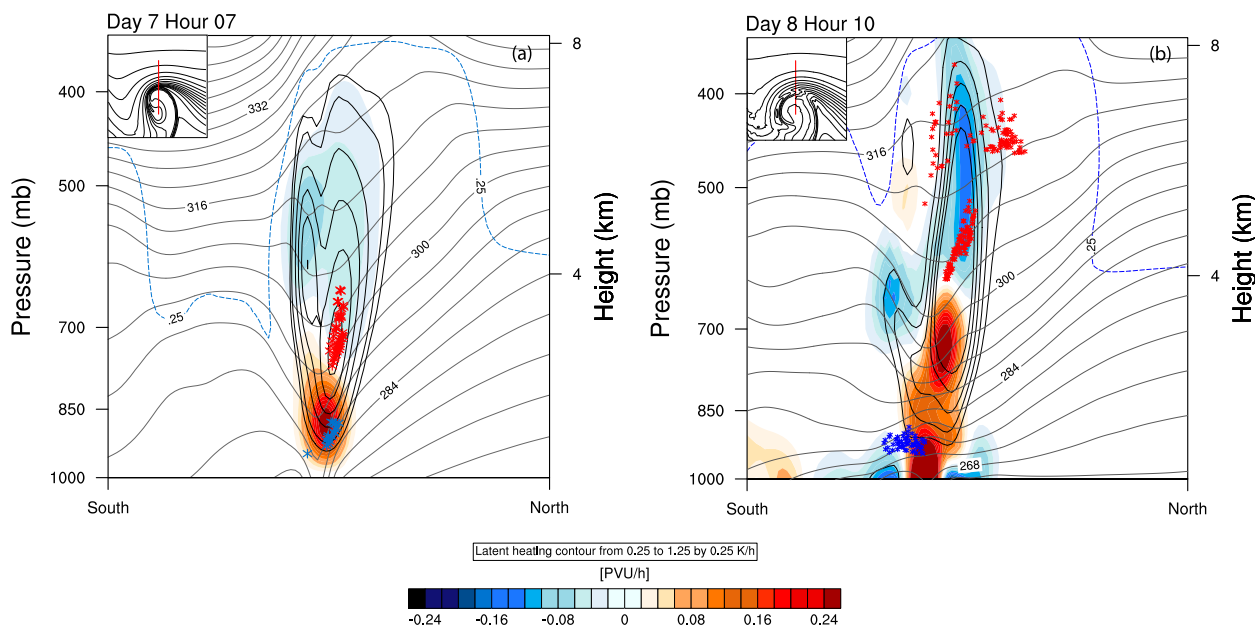 Day 7 Hour 07
(a)
8
400
332
500
316
.25
300
4
700
.25
284
850
1000
South
North
Pressure (mb)
Height (km)
Day 8 Hour 10
(b)
8
400
316
500
.25
300
4
700
284
850
268
1000
South
North
Pressure (mb)
Height (km)
Latent heating contour from 0.25 to 1.25 by 0.25 K/h
[PVU/h]
-0.24 -0.16 -0.08 0 0.08 0.16 0.24